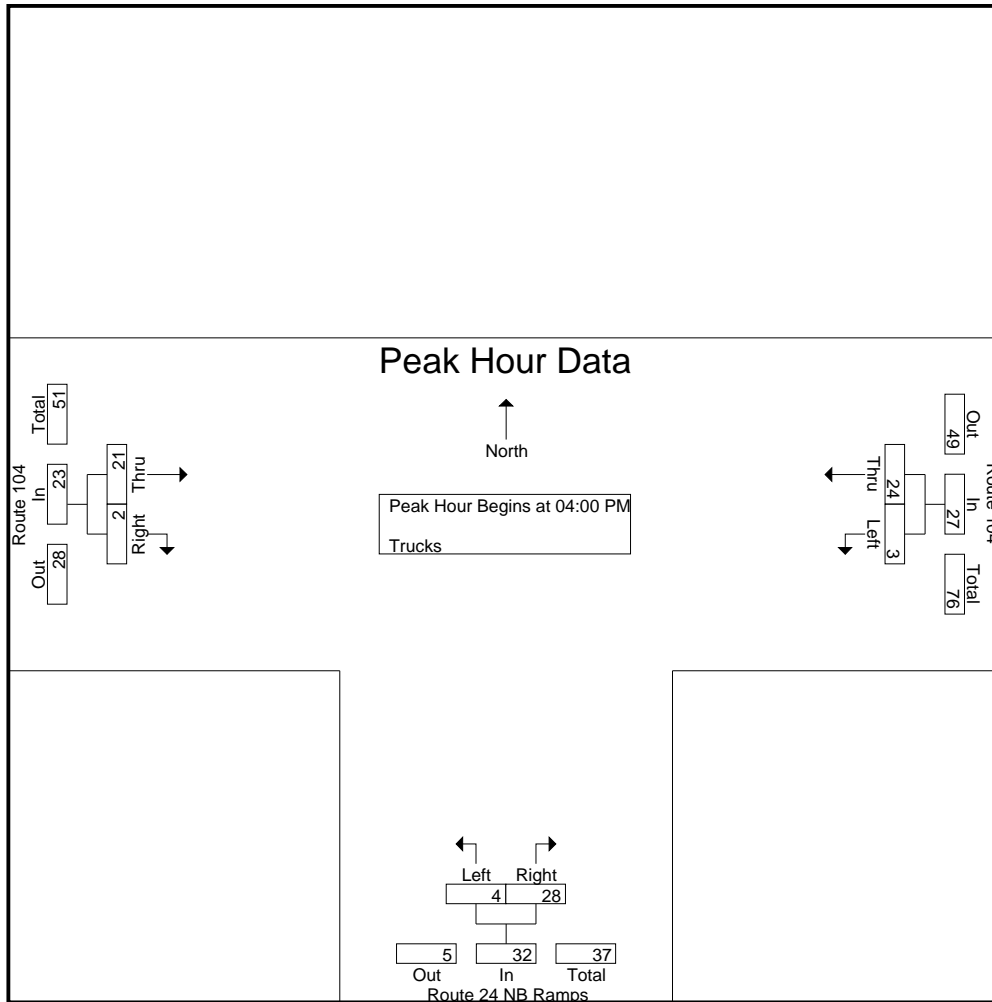 Peak Hour Data
North
Peak Hour Begins at 04:00 PM
Trucks
Route 104
Total
51
In
23
Out
28
21
Thru
2
Right
Thru
24
Left
3
Out
49
In
27
Total
76
Route 104
Left
Right
4
28
5
32
37
Out
In
Total
Route 24 NB Ramps